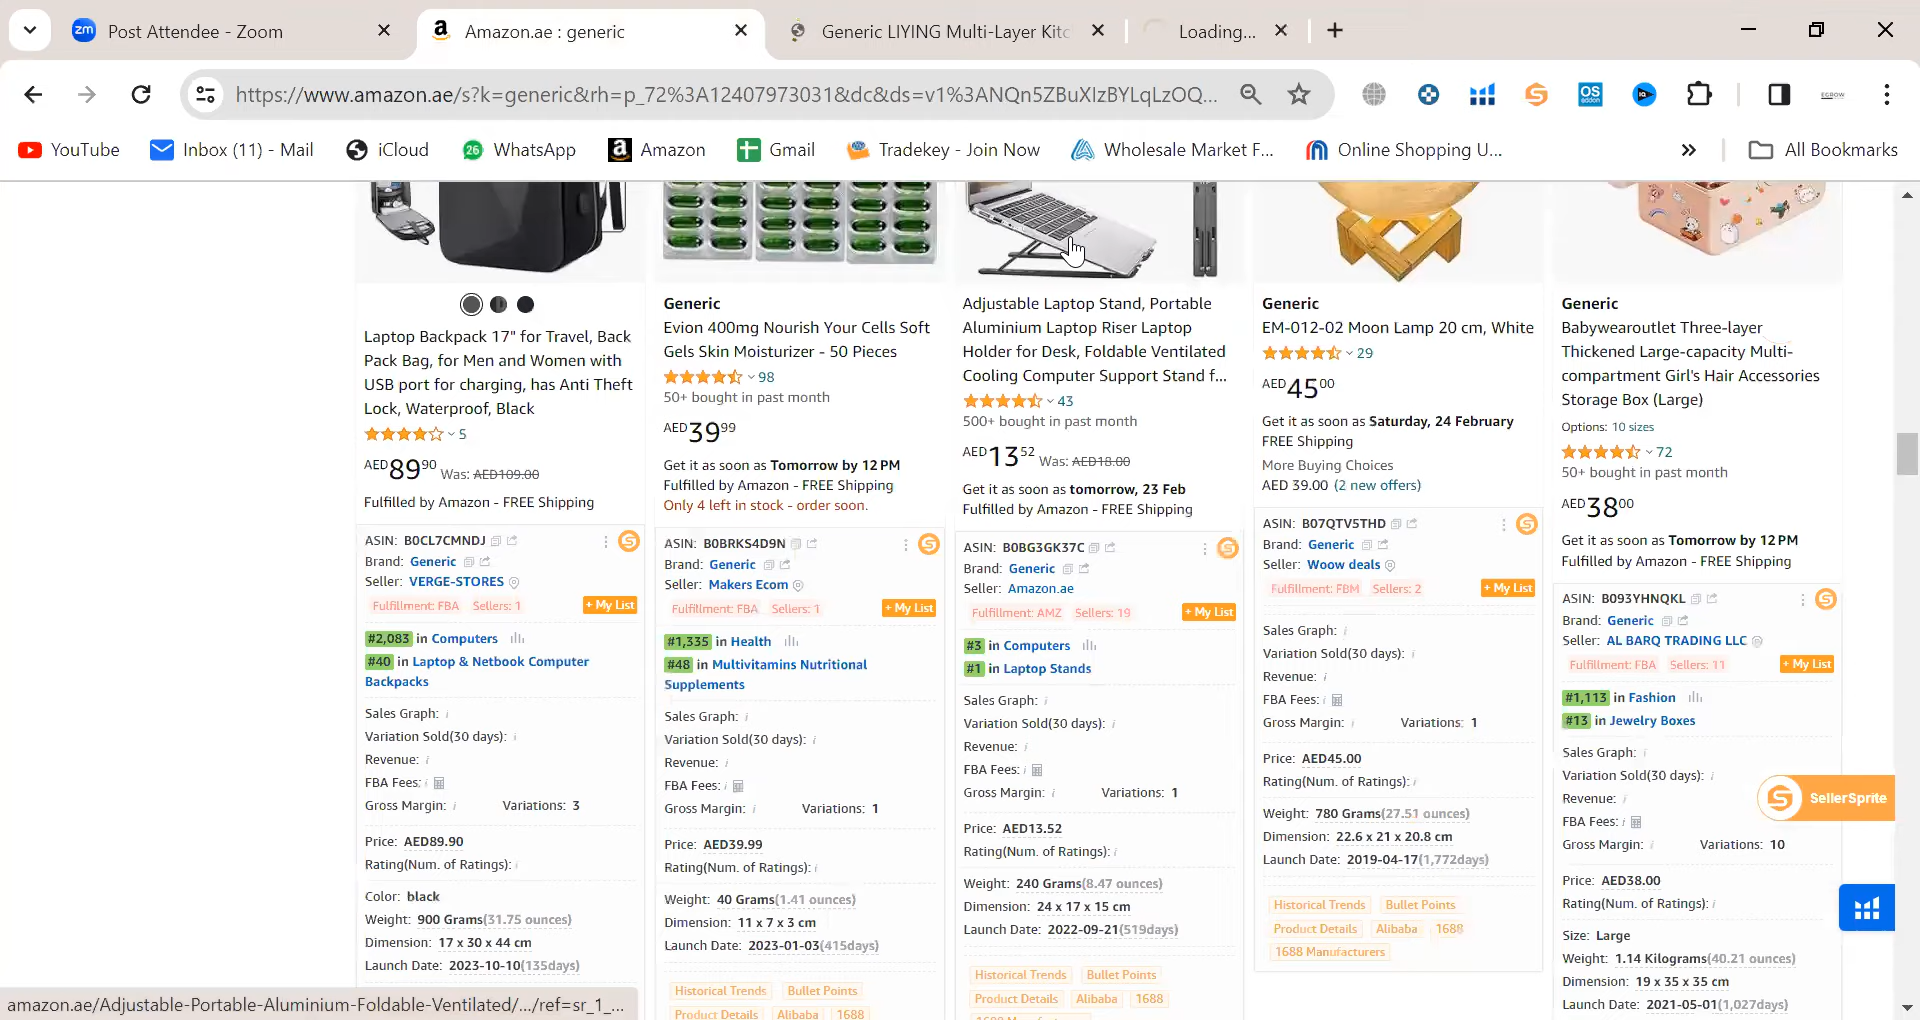 Post Attendee - Zoom
Amazon.ae : generic
Generic LIYING Multi-Layer Kitc
Loading...
https://www.amazon.ae/s?k=generic&rh=p_72%3A12407973031&dc&ds=v1%3ANQn5ZBuXIzBYLqLzOQ...
YouTube
Inbox (11) - Mail
iCloud
WhatsApp
Amazon
Gmail
Tradekey - Join Now
Wholesale Market F...
Online Shopping U...
All Bookmarks
Laptop Backpack 17" for Travel, Back
Pack Bag, for Men and Women with
USB port for charging, has Anti Theft
Lock, Waterproof, Black
5
AED 89 90 Was: AED109.00
Fulfilled by Amazon - FREE Shipping
ASIN: B0CL7CMNDJ
Brand: Generic
Seller: VERGE-STORES
Fulfillment: FBA Sellers: 1 + My List
#2,083 in Computers
#40 in Laptop & Netbook Computer
Backpacks
Sales Graph:
Variation Sold(30 days):
Revenue:
FBA Fees:
Gross Margin: Variations: 3
Price: AED89.90
Rating(Num. of Ratings):
Color: black
Weight: 900 Grams(31.75 ounces)
Dimension: 17 x 30 x 44 cm
Launch Date: 2023-10-10(135days)
Generic
Evion 400mg Nourish Your Cells Soft
Gels Skin Moisturizer - 50 Pieces
98
50+ bought in past month
AED 39 99
Get it as soon as Tomorrow by 12 PM
Fulfilled by Amazon - FREE Shipping
Only 4 left in stock - order soon.
ASIN: B0BRKS4D9N
Brand: Generic
Seller: Makers Ecom
Fulfillment: FBA Sellers: 1 + My List
#1,335 in Health
#48 in Multivitamins Nutritional
Supplements
Sales Graph:
Variation Sold(30 days):
Revenue:
FBA Fees:
Gross Margin: Variations: 1
Price: AED39.99
Rating(Num. of Ratings):
Weight: 40 Grams(1.41 ounces)
Dimension: 11 x 7 x 3 cm
Launch Date: 2023-01-03(415days)
Historical Trends Bullet Points
Product Details Alibaba 1688
Adjustable Laptop Stand, Portable
Aluminium Laptop Riser Laptop
Holder for Desk, Foldable Ventilated
Cooling Computer Support Stand f...
43
500+ bought in past month
AED 13 52 Was: AED18.00
Get it as soon as tomorrow, 23 Feb
Fulfilled by Amazon - FREE Shipping
ASIN: B0BG3GK37C
Brand: Generic
Seller: Amazon.ae
Fulfillment: AMZ Sellers: 19 + My List
#3 in Computers
#1 in Laptop Stands
Sales Graph:
Variation Sold(30 days):
Revenue:
FBA Fees:
Gross Margin: Variations: 1
Price: AED13.52
Rating(Num. of Ratings):
Weight: 240 Grams(8.47 ounces)
Dimension: 24 x 17 x 15 cm
Launch Date: 2022-09-21(519days)
Historical Trends Bullet Points
Product Details Alibaba 1688
Generic
EM-012-02 Moon Lamp 20 cm, White
29
AED 45 00
Get it as soon as Saturday, 24 February
FREE Shipping
More Buying Choices
AED 39.00 (2 new offers)
ASIN: B07QTV5THD
Brand: Generic
Seller: Woow deals
Fulfillment: FBM Sellers: 2 + My List
Sales Graph:
Variation Sold(30 days):
Revenue:
FBA Fees:
Gross Margin: Variations: 1
Price: AED45.00
Rating(Num. of Ratings):
Weight: 780 Grams(27.51 ounces)
Dimension: 22.6 x 21 x 20.8 cm
Launch Date: 2019-04-17(1,772days)
Historical Trends Bullet Points
Product Details Alibaba 1688
1688 Manufacturers
Generic
Babywearoutlet Three-layer
Thickened Large-capacity Multi-
compartment Girl's Hair Accessories
Storage Box (Large)
Options: 10 sizes
72
50+ bought in past month
AED 38 00
Get it as soon as Tomorrow by 12 PM
Fulfilled by Amazon - FREE Shipping
ASIN: B093YHNQKL
Brand: Generic
Seller: AL BARQ TRADING LLC
Fulfillment: FBA Sellers: 11 + My List
#1,113 in Fashion
#13 in Jewelry Boxes
Sales Graph:
Variation Sold(30 days):
Revenue:
FBA Fees:
Gross Margin: Variations: 10
Price: AED38.00
Rating(Num. of Ratings):
Size: Large
Weight: 1.14 Kilograms(40.21 ounces)
Dimension: 19 x 35 x 35 cm
Launch Date: 2021-05-01(1,027days)
SellerSprite
amazon.ae/Adjustable-Portable-Aluminium-Foldable-Ventilated/.../ref=sr_1_...